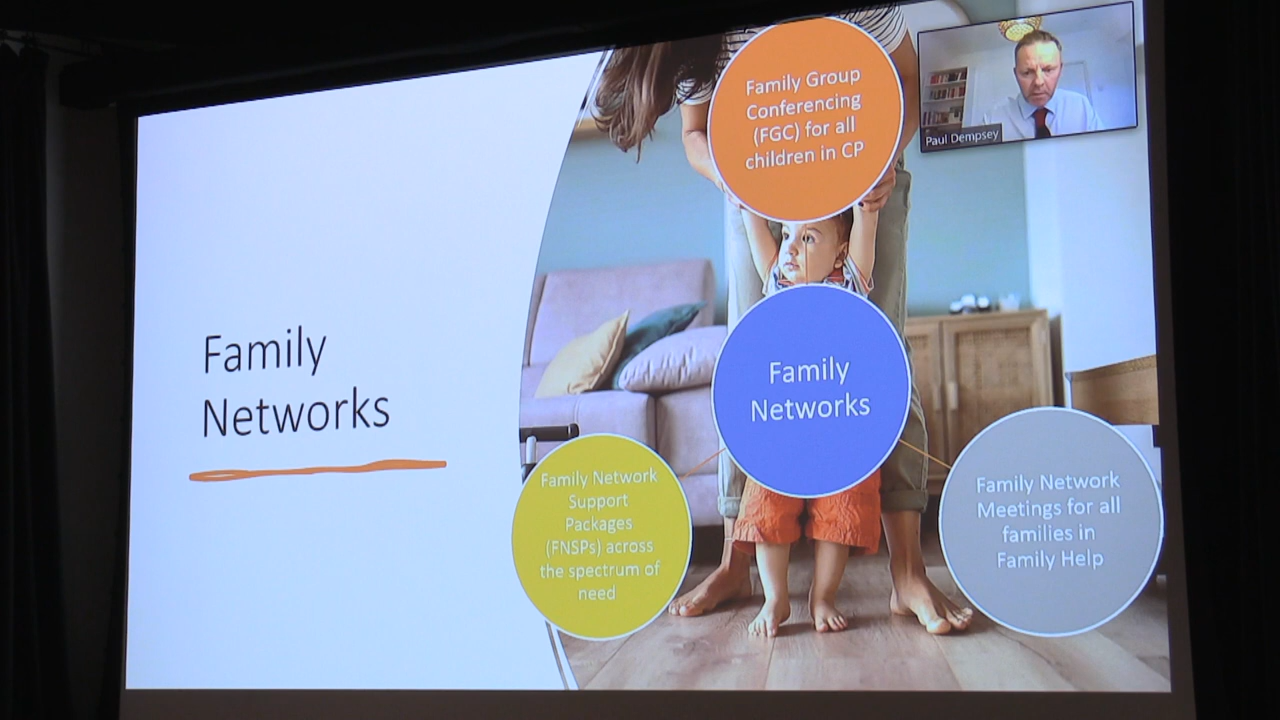 Family
Networks
Family Group
Conferencing
(FGC) for all
children in CP
Paul Dempsey
Family
Networks
Family Network
Support
Packages
(FNSPs) across
the spectrum of
need
Family Network
Meetings for all
families in
Family Help